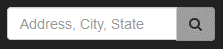 Address, City, State